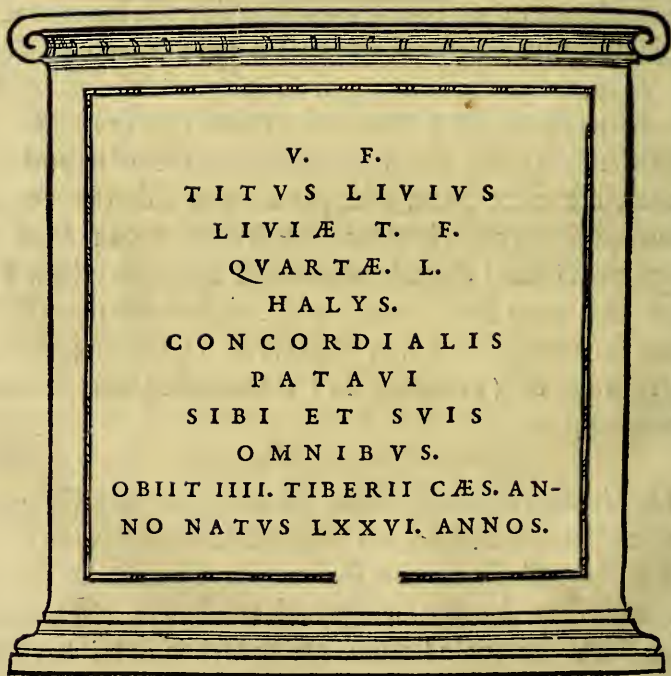 V. F.
TITVS LIVIVS
LIVIÆ T. F.
QVARTÆ. L.
HALYS.
CONCORDIALIS
PATAVI
SIBI ET SVIS
OMNIBVS.
OBIIT IIII. TIBERII CÆS. AN-
NO NATVS LXXVI. ANNOS.